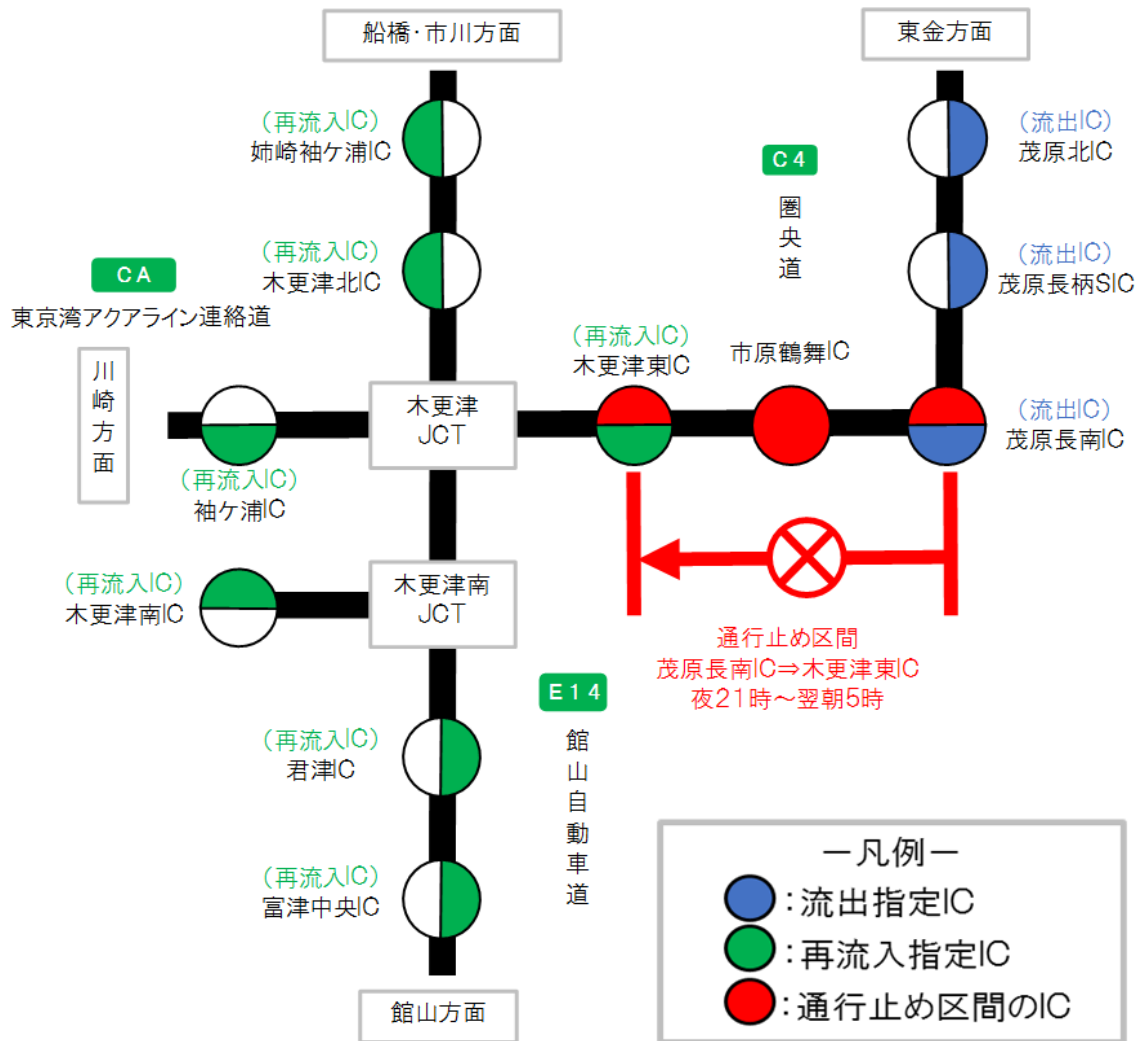 船橋・市川方面
東金方面
(再流入IC)
姉崎袖ケ浦IC
(流出IC)
茂原北IC
C4
圏央道
(再流入IC)
木更津北IC
(流出IC)
茂原長柄SIC
CA
東京湾アクアライン連絡道
川崎方面
(再流入IC)
木更津東IC
市原鶴舞IC
木更津
JCT
(流出IC)
茂原長南IC
(再流入IC)
袖ケ浦IC
(再流入IC)
木更津南IC
木更津南
JCT
通行止め区間
茂原長南IC⇒木更津東IC
夜21時~翌朝5時
E14
館山自動車道
(再流入IC)
君津IC
(再流入IC)
富津中央IC
館山方面
ー凡例ー
:流出指定IC
:再流入指定IC
:通行止め区間のIC